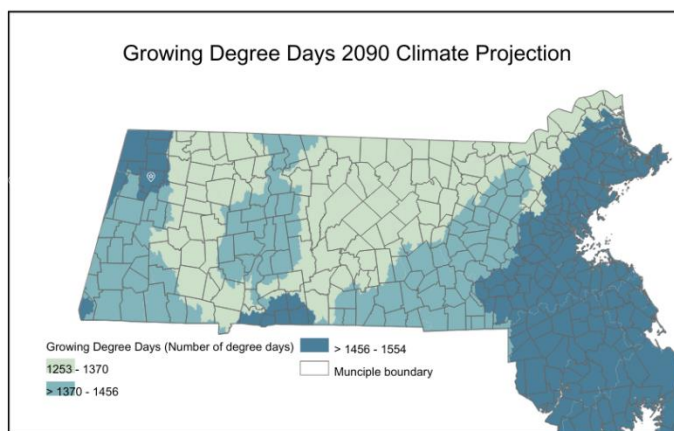 Growing Degree Days 2090 Climate Projection
Growing Degree Days (Number of degree days)
1253 - 1370
> 1370 - 1456
> 1456 - 1554
Munciple boundary